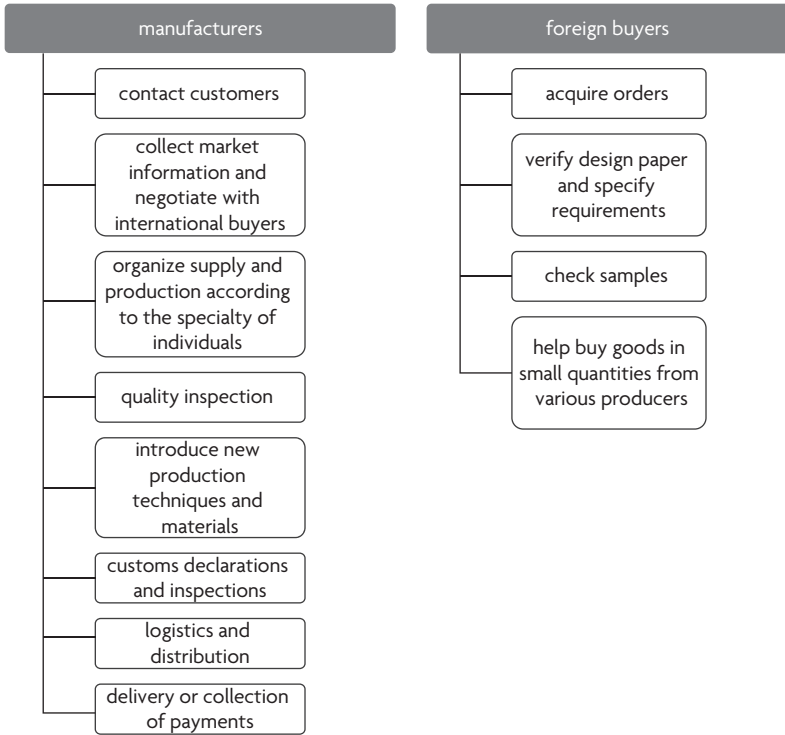 manufacturers
contact customers
collect market
information and
negotiate with
international buyers
organize supply and
production according
to the specialty of
individuals
quality inspection
introduce new
production
techniques and
materials
customs declarations
and inspections
logistics and
distribution
delivery or collection
of payments
foreign buyers
acquire orders
verify design paper
and specify
requirements
check samples
help buy goods in
small quantities from
various producers